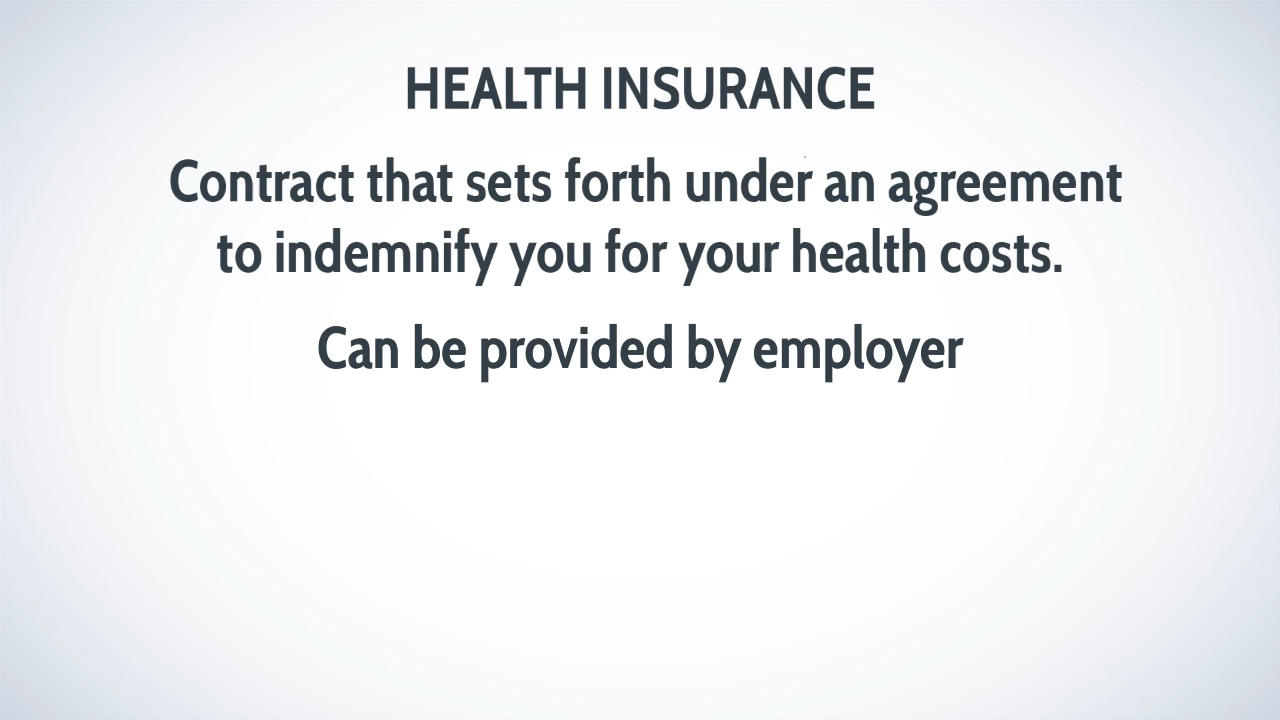 HEALTH INSURANCE
Contract that sets forth under an agreement
to indemnify you for your health costs.
Can be provided by employer